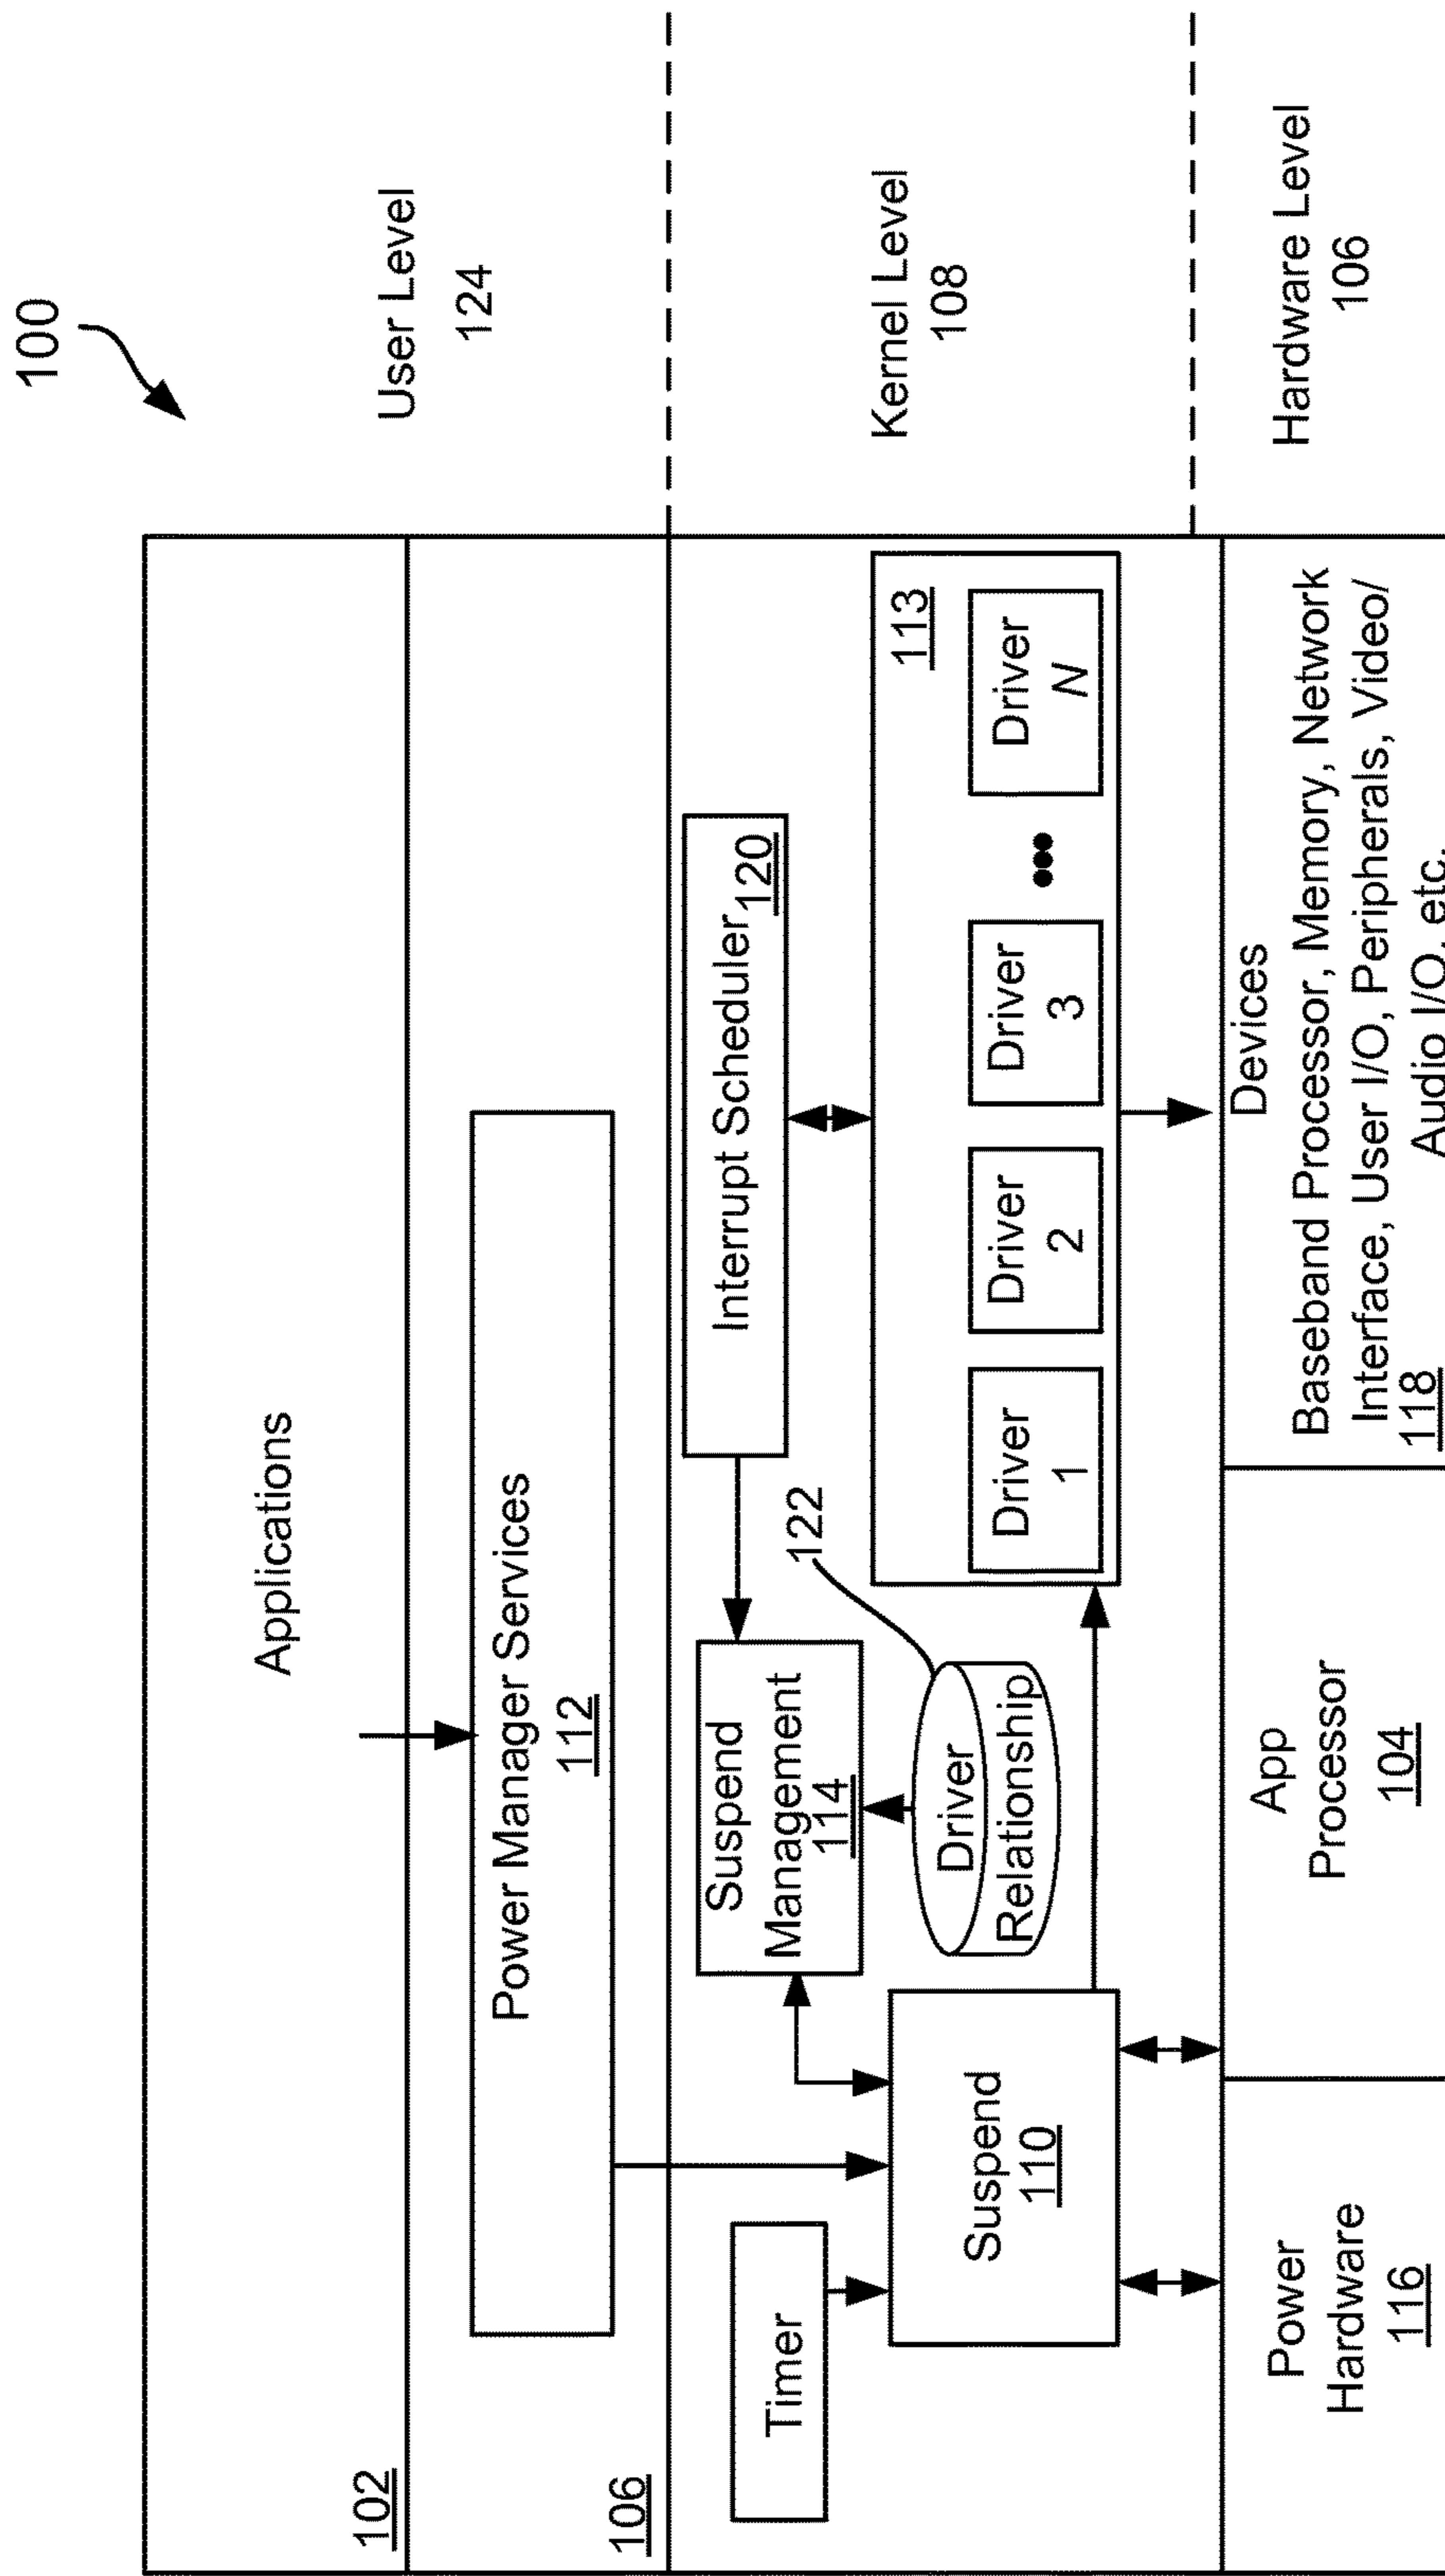 100
User Level
124
Kernel Level
108
Hardware Level
106
Applications
102
Power Manager Services
112
106
Interrupt Scheduler
120
Suspend
Management
114
122
Driver
Relationship
113
Driver
1
Driver
2
Driver
3
Driver
N
Timer
Suspend
110
Power
Hardware
116
App
Processor
104
Devices
Baseband Processor, Memory, Network
Interface, User I/O, Peripherals, Video/
Audio I/O, etc.
118